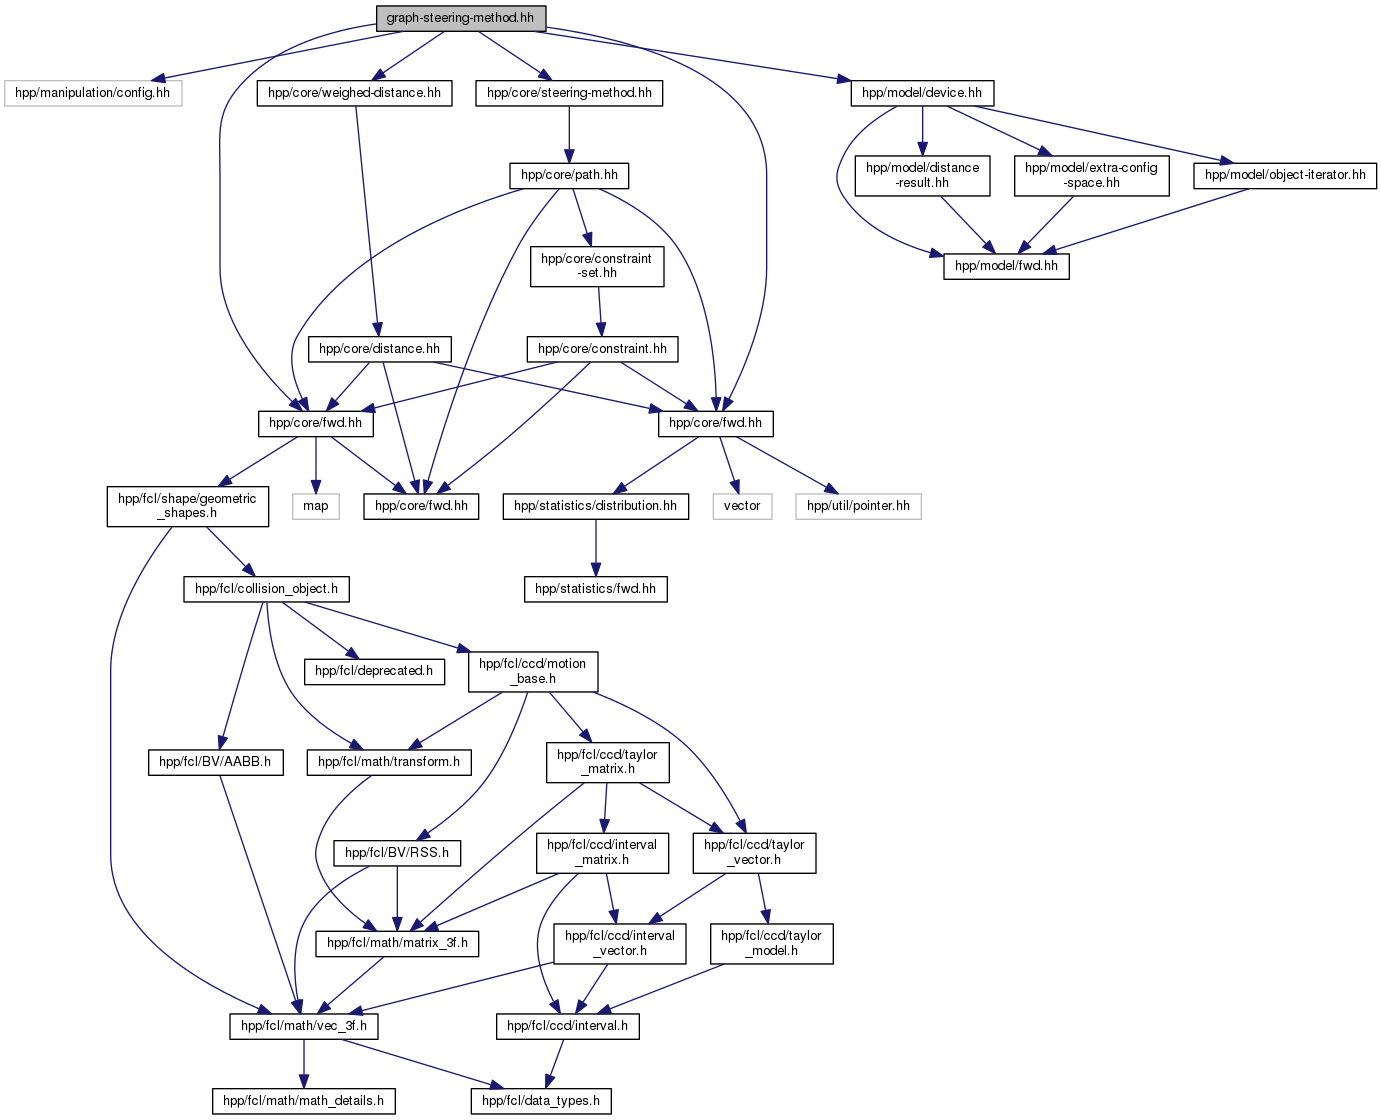 graph-steering-method.hh
hpp/manipulation/config.hh
hpp/core/weighed-distance.hh
hpp/core/steering-method.hh
hpp/model/device.hh
hpp/core/path.hh
hpp/model/distance
-result.hh
hpp/model/extra-config
-space.hh
hpp/model/object-iterator.hh
hpp/core/constraint
-set.hh
hpp/model/fwd.hh
hpp/core/distance.hh
hpp/core/constraint.hh
hpp/core/fwd.hh
hpp/core/fwd.hh
hpp/fcl/shape/geometric
_shapes.h
map
hpp/core/fwd.hh
hpp/statistics/distribution.hh
vector
hpp/util/pointer.hh
hpp/fcl/collision_object.h
hpp/statistics/fwd.hh
hpp/fcl/deprecated.h
hpp/fcl/ccd/motion
_base.h
hpp/fcl/BV/AABB.h
hpp/fcl/math/transform.h
hpp/fcl/ccd/taylor
_matrix.h
hpp/fcl/BV/RSS.h
hpp/fcl/ccd/interval
_matrix.h
hpp/fcl/ccd/taylor
_vector.h
hpp/fcl/math/matrix_3f.h
hpp/fcl/ccd/interval
_vector.h
hpp/fcl/ccd/taylor
_model.h
hpp/fcl/math/vec_3f.h
hpp/fcl/ccd/interval.h
hpp/fcl/math/math_details.h
hpp/fcl/data_types.h